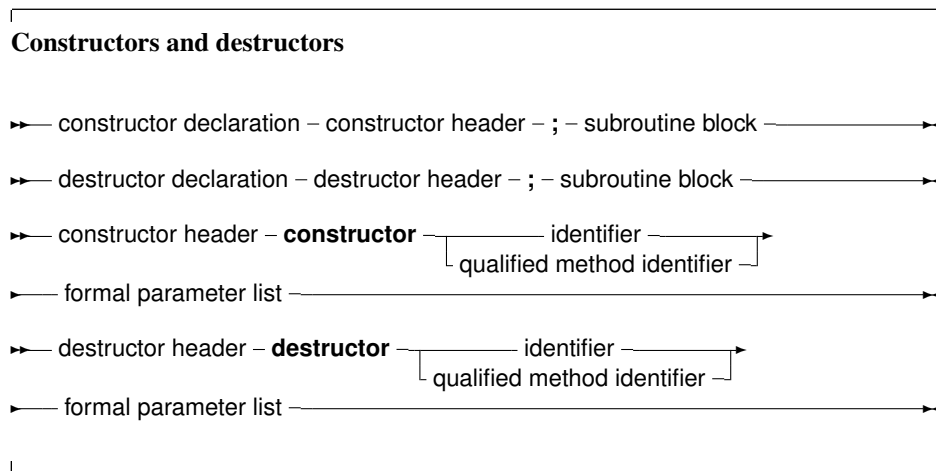 Constructors and destructors
constructor declaration constructor header ; subroutine block
destructor declaration destructor header ; subroutine block
constructor header constructor identifier
qualified method identifier
formal parameter list
destructor header destructor identifier
qualified method identifier
formal parameter list